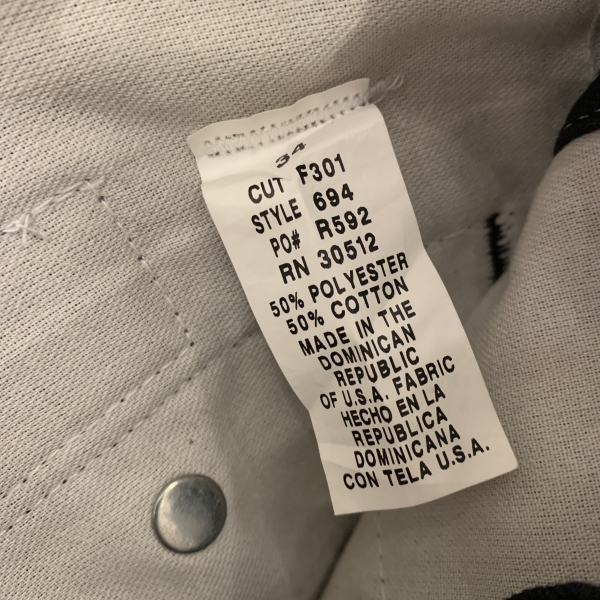 34
CUT F301
STYLE 694
PO# R592
RN 30512
50% POLYESTER
50% COTTON
MADE IN THE
DOMINICAN
REPUBLIC
OF U.S.A. FABRIC
HECHO EN LA
REPUBLICA
DOMINICANA
CON TELA U.S.A.